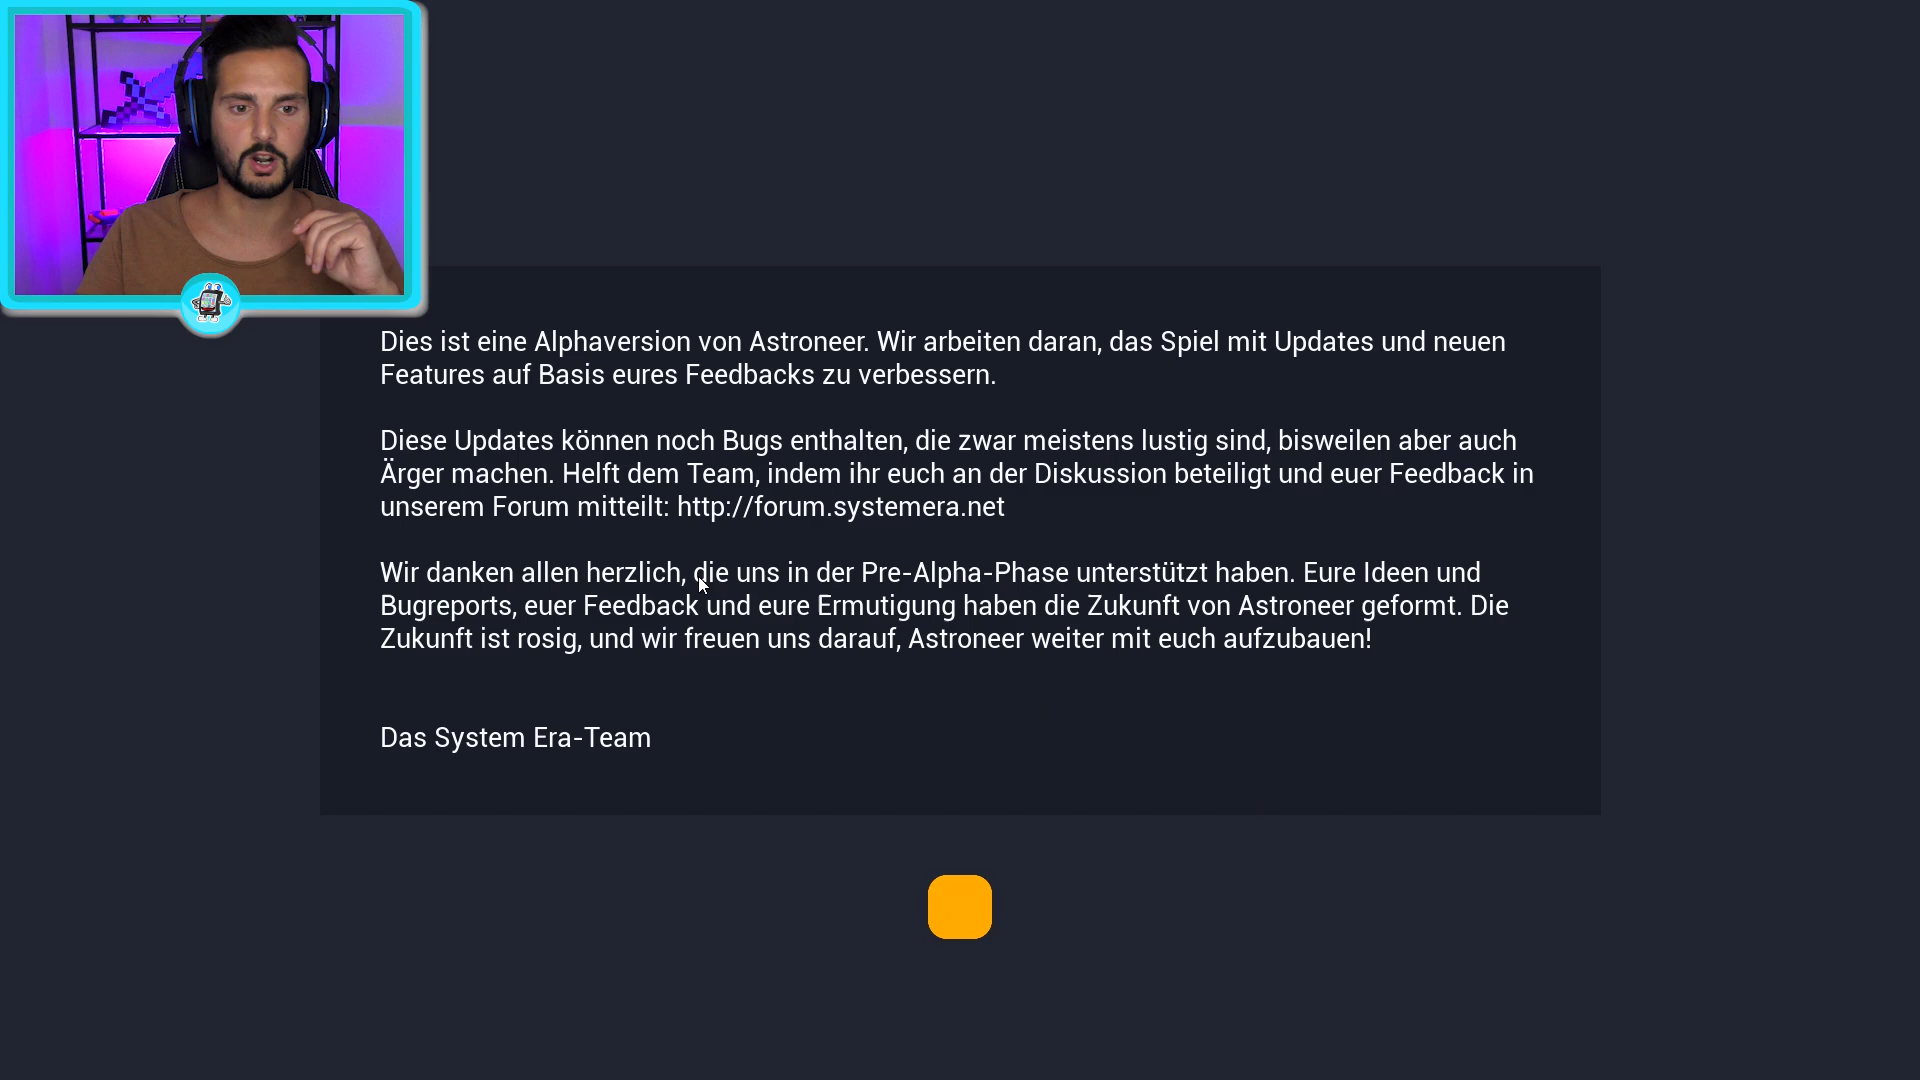 Dies ist eine Alphaversion von Astroneer. Wir arbeiten daran, das Spiel mit Updates und neuen
Features auf Basis eures Feedbacks zu verbessern.
Diese Updates können noch Bugs enthalten, die zwar meistens lustig sind, bisweilen aber auch
Ärger machen. Helft dem Team, indem ihr euch an der Diskussion beteiligt und euer Feedback in
unserem Forum mitteilt: http://forum.systemera.net
Wir danken allen herzlich, die uns in der Pre-Alpha-Phase unterstützt haben. Eure Ideen und
Bugreports, euer Feedback und eure Ermutigung haben die Zukunft von Astroneer geformt. Die
Zukunft ist rosig, und wir freuen uns darauf, Astroneer weiter mit euch aufzubauen!
Das System Era-Team